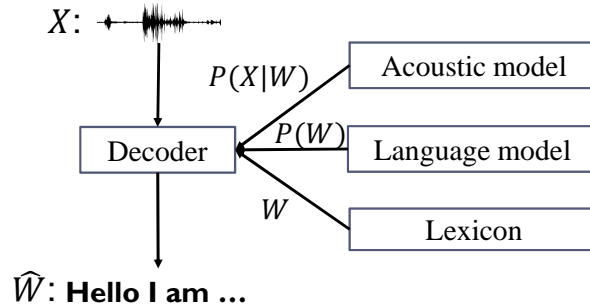 X:
Acoustic model
P(X|W)
P(W)
Decoder
Language model
W
Lexicon
Ŵ: Hello I am ...